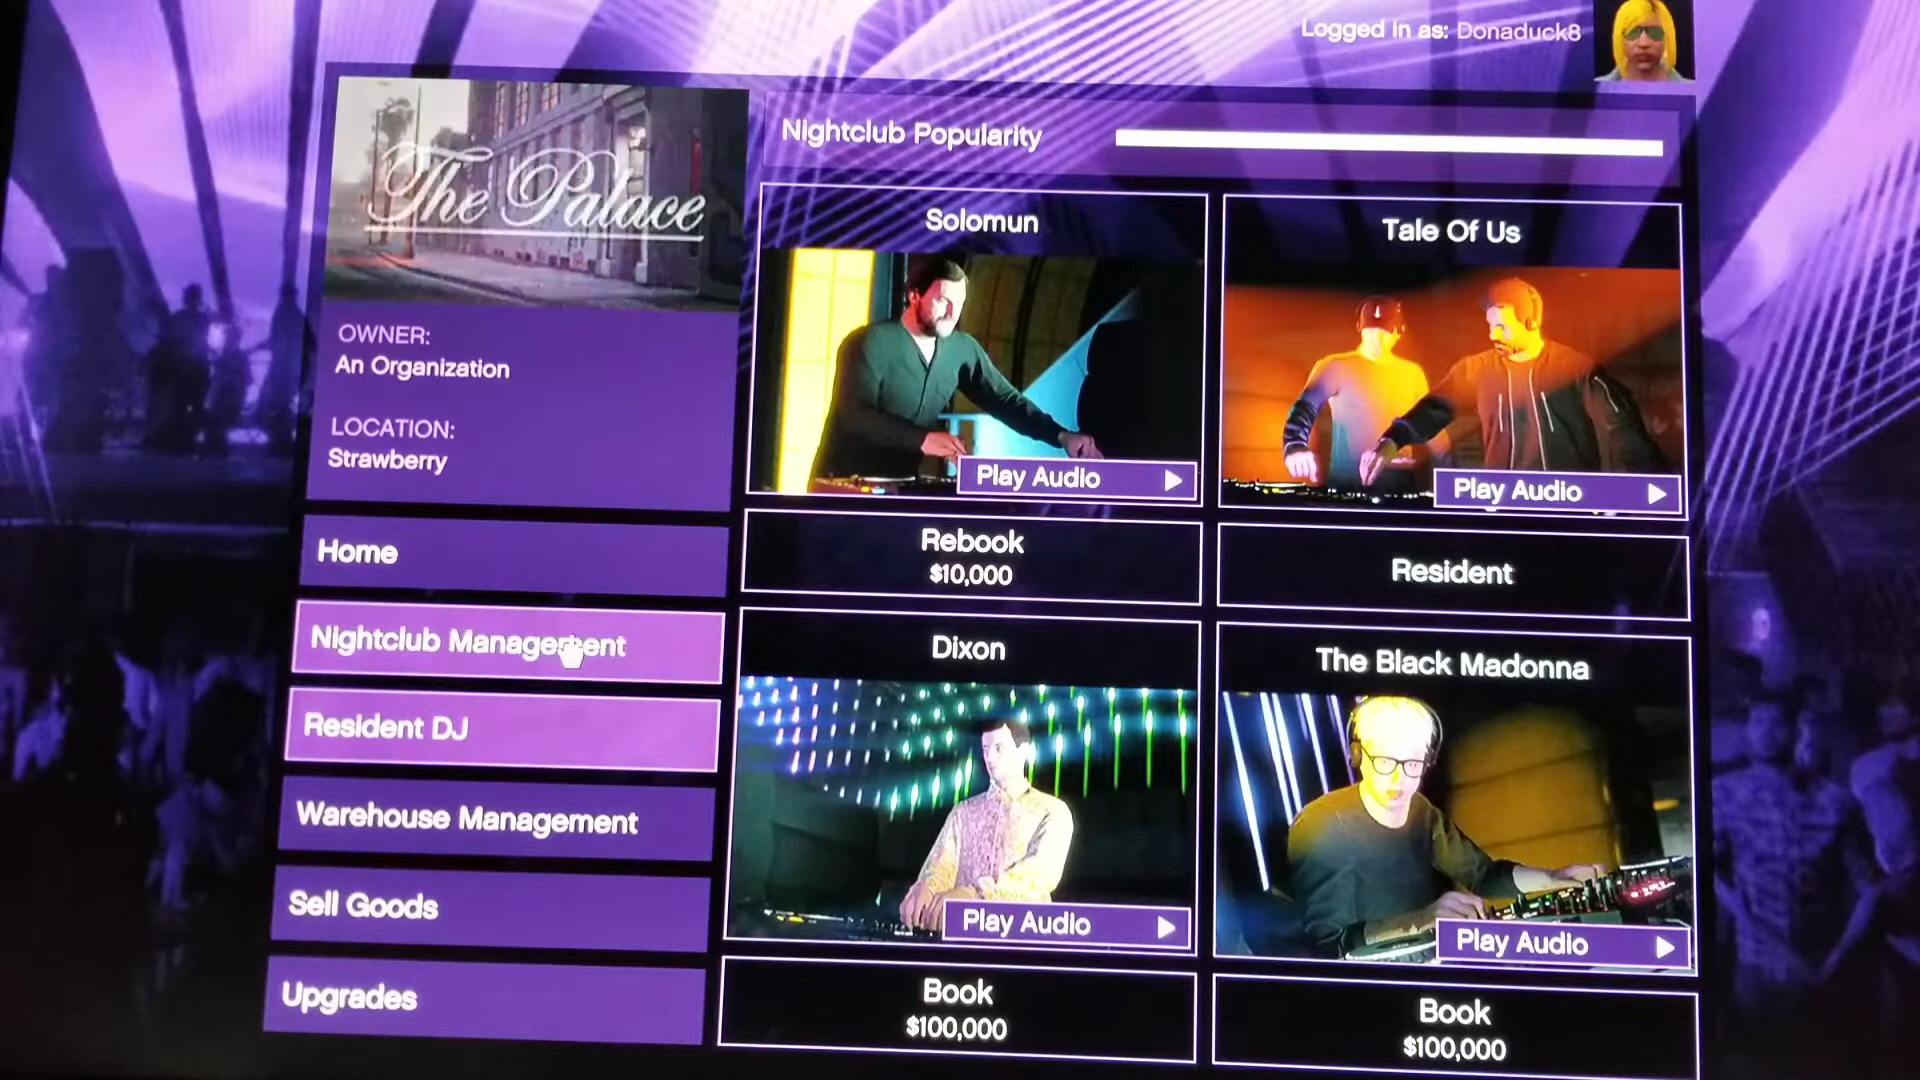 Logged in as: Donaduck8
The Palace
OWNER:
An Organization
LOCATION:
Strawberry
Home
Nightclub Management
Resident DJ
Warehouse Management
Sell Goods
Upgrades
Nightclub Popularity
Solomun
Play Audio
Rebook
$10,000
Tale Of Us
Play Audio
Resident
Dixon
Play Audio
Book
$100,000
The Black Madonna
Play Audio
Book
$100,000